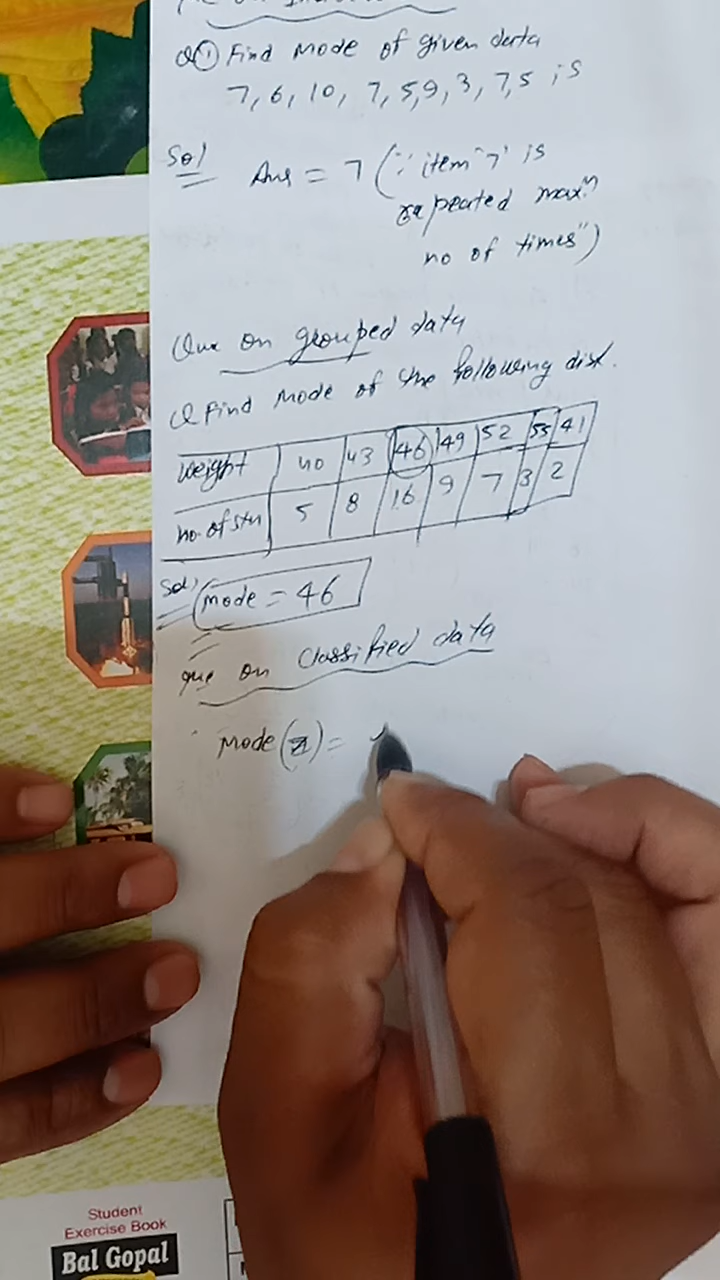 Q① Find Mode of given data
7, 6, 10, 7, 5, 9, 3, 7, 5 is
Sol
Ans = 7 (∵ item '7' is
repeated maxm
no of times")
Que on grouped data
Q Find Mode of the following dist.
Weight 40 43 46 49 52 55 41
no. of stn 5 8 16 9 7 3 2
Sol)
Mode = 46
que on Classified data
Mode (Z) =
Student
Exercise Book
Bal Gopal